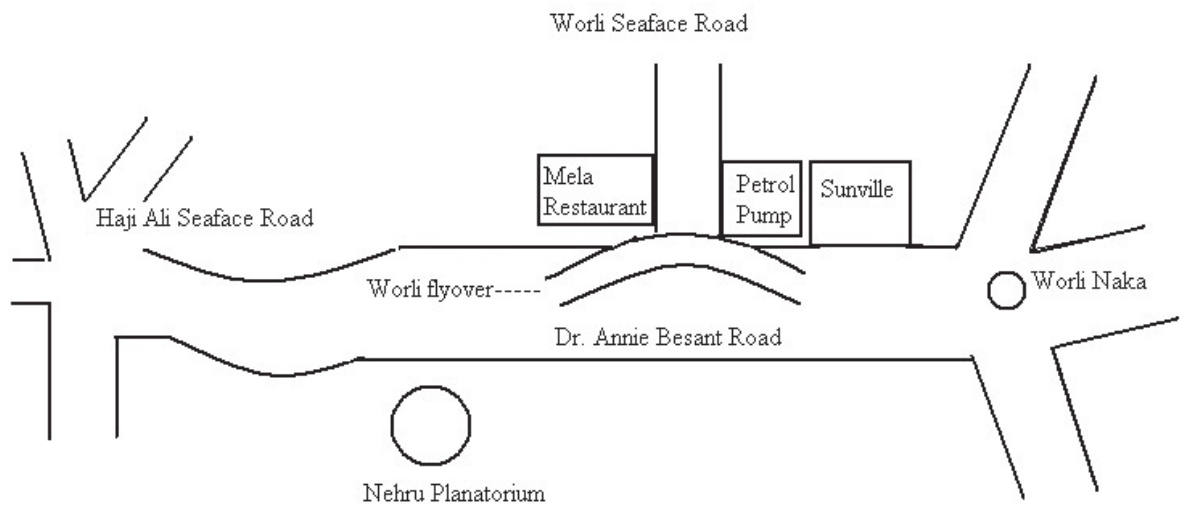 Worli Seaface Road
Mela
Restaurant
Petrol
Pump
Sunville
Haji Ali Seaface Road
Worli flyover-----
Worli Naka
Dr. Annie Besant Road
Nehru Planatorium